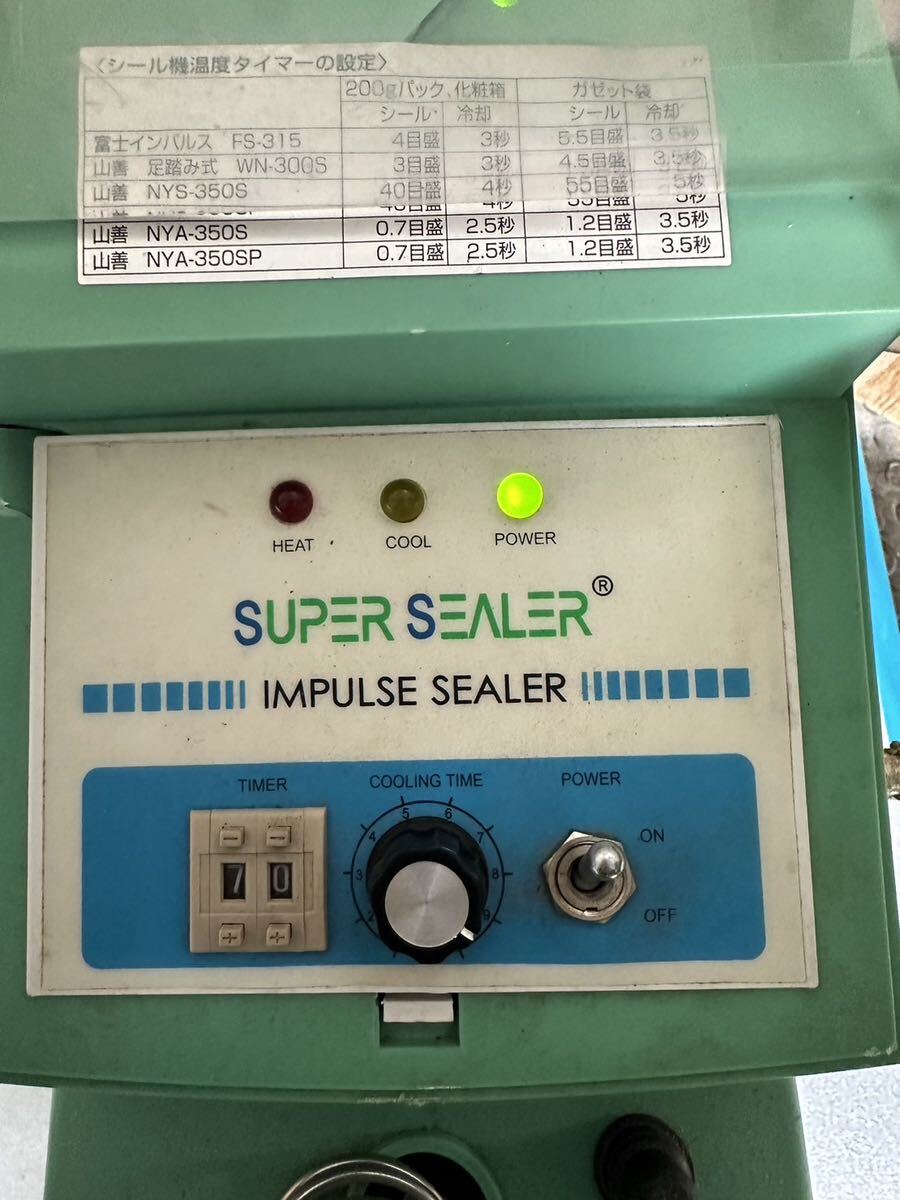 〈シール機温度タイマーの設定〉
200gパック、化粧箱 ガゼット袋
シール 冷却 シール 冷却
富士インパルス FS-315 4目盛 3秒 5.5目盛 3.5秒
山善 足踏み式 WN-300S 3目盛 3秒 4.5目盛 3.5秒
山善 NYS-350S 40目盛 4秒 55目盛 5秒
山善 NYA-350S 0.7目盛 2.5秒 1.2目盛 3.5秒
山善 NYA-350SP 0.7目盛 2.5秒 1.2目盛 3.5秒
HEAT COOL POWER
SUPER SEALER®
IMPULSE SEALER
TIMER COOLING TIME POWER
2 3 4 5 6 7 8 9
ON
OFF
− −
7 0
+ +